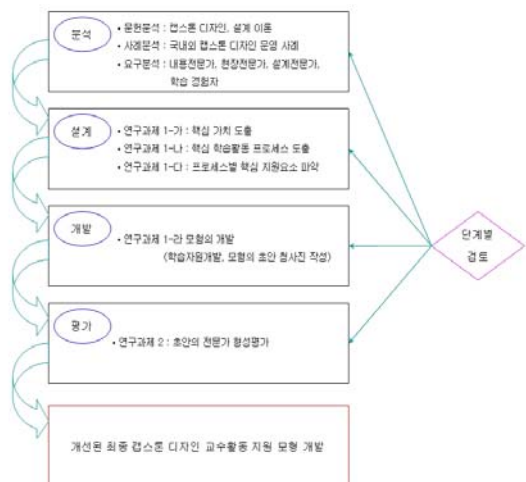 분석
• 문헌분석 : 캡스톤 디자인, 설계 이론
• 사례분석 : 국내외 캡스톤 디자인 운영 사례
• 요구분석 : 내용전문가, 현장전문가, 설계전문가,
학습 경험자
설계
• 연구과제 1-가 : 핵심 가치 도출
• 연구과제 1-나 : 핵심 학습활동 프로세스 도출
• 연구과제 1-다 : 프로세스별 핵심 지원요소 파악
개발
• 연구과제 1-라 모형의 개발
(학습자원개발, 모형의 초안 청사진 작성)
단계별
검토
평가
• 연구과제 2 : 초안의 전문가 형성평가
개선된 최종 캡스톤 디자인 교수활동 지원 모형 개발